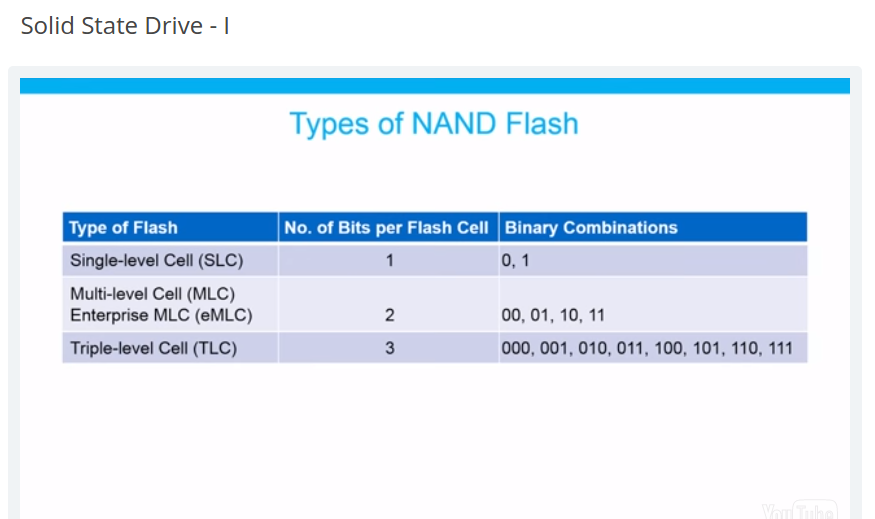 Solid State Drive - I
Types of NAND Flash
Type of Flash No. of Bits per Flash Cell Binary Combinations
Single-level Cell (SLC) 1 0, 1
Multi-level Cell (MLC)
Enterprise MLC (eMLC) 2 00, 01, 10, 11
Triple-level Cell (TLC) 3 000, 001, 010, 011, 100, 101, 110, 111
YouTube